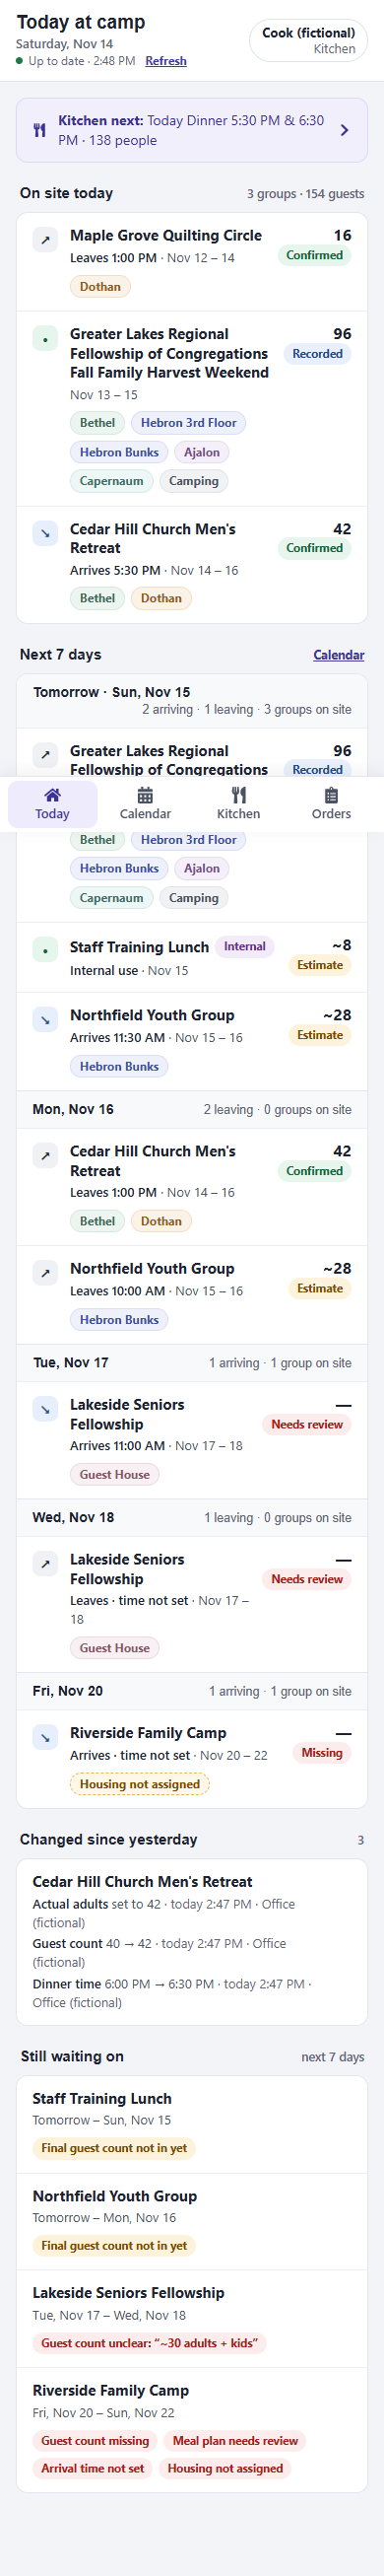 Today at camp
Saturday, Nov 14
Up to date · 2:48 PM Refresh
Cook (fictional)
Kitchen
Kitchen next: Today Dinner 5:30 PM & 6:30
PM · 138 people
On site today
3 groups · 154 guests
Maple Grove Quilting Circle
16
Leaves 1:00 PM · Nov 12 – 14
Confirmed
Dothan
Greater Lakes Regional
Fellowship of Congregations
Fall Family Harvest Weekend
96
Recorded
Nov 13 – 15
Bethel
Hebron 3rd Floor
Hebron Bunks
Ajalon
Capernaum
Camping
Cedar Hill Church Men's
Retreat
42
Confirmed
Arrives 5:30 PM · Nov 14 – 16
Bethel
Dothan
Next 7 days
Calendar
Tomorrow · Sun, Nov 15
2 arriving · 1 leaving · 3 groups on site
Greater Lakes Regional
Fellowship of Congregations
96
Recorded
Today
Calendar
Kitchen
Orders
Bethel
Hebron 3rd Floor
Hebron Bunks
Ajalon
Capernaum
Camping
Staff Training Lunch
Internal
~8
Internal use · Nov 15
Estimate
Northfield Youth Group
~28
Arrives 11:30 AM · Nov 15 – 16
Estimate
Hebron Bunks
Mon, Nov 16
2 leaving · 0 groups on site
Cedar Hill Church Men's
Retreat
42
Confirmed
Leaves 1:00 PM · Nov 14 – 16
Bethel
Dothan
Northfield Youth Group
~28
Leaves 10:00 AM · Nov 15 – 16
Estimate
Hebron Bunks
Tue, Nov 17
1 arriving · 1 group on site
Lakeside Seniors
Fellowship
—
Needs review
Arrives 11:00 AM · Nov 17 – 18
Guest House
Wed, Nov 18
1 leaving · 0 groups on site
Lakeside Seniors
Fellowship
—
Needs review
Leaves · time not set · Nov 17 –
18
Guest House
Fri, Nov 20
1 arriving · 1 group on site
Riverside Family Camp
—
Arrives · time not set · Nov 20 – 22
Missing
Housing not assigned
Changed since yesterday
3
Cedar Hill Church Men's Retreat
Actual adults set to 42 · today 2:47 PM · Office
(fictional)
Guest count 40 → 42 · today 2:47 PM · Office
(fictional)
Dinner time 6:00 PM → 6:30 PM · today 2:47 PM ·
Office (fictional)
Still waiting on
next 7 days
Staff Training Lunch
Tomorrow – Sun, Nov 15
Final guest count not in yet
Northfield Youth Group
Tomorrow – Mon, Nov 16
Final guest count not in yet
Lakeside Seniors Fellowship
Tue, Nov 17 – Wed, Nov 18
Guest count unclear: “~30 adults + kids”
Riverside Family Camp
Fri, Nov 20 – Sun, Nov 22
Guest count missing
Meal plan needs review
Arrival time not set
Housing not assigned